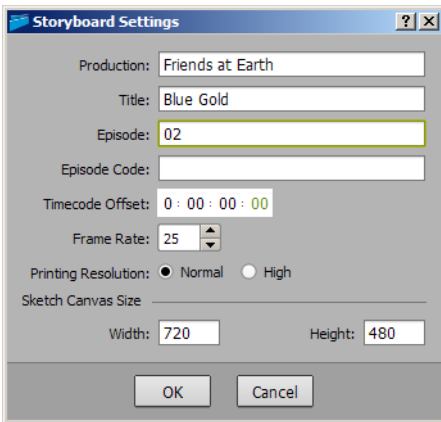 Storyboard Settings ? ×
Production: Friends at Earth
Title: Blue Gold
Episode: 02
Episode Code:
Timecode Offset: 0 : 00 : 00 : 00
Frame Rate: 25
Printing Resolution: Normal High
Sketch Canvas Size
Width: 720 Height: 480
OK Cancel